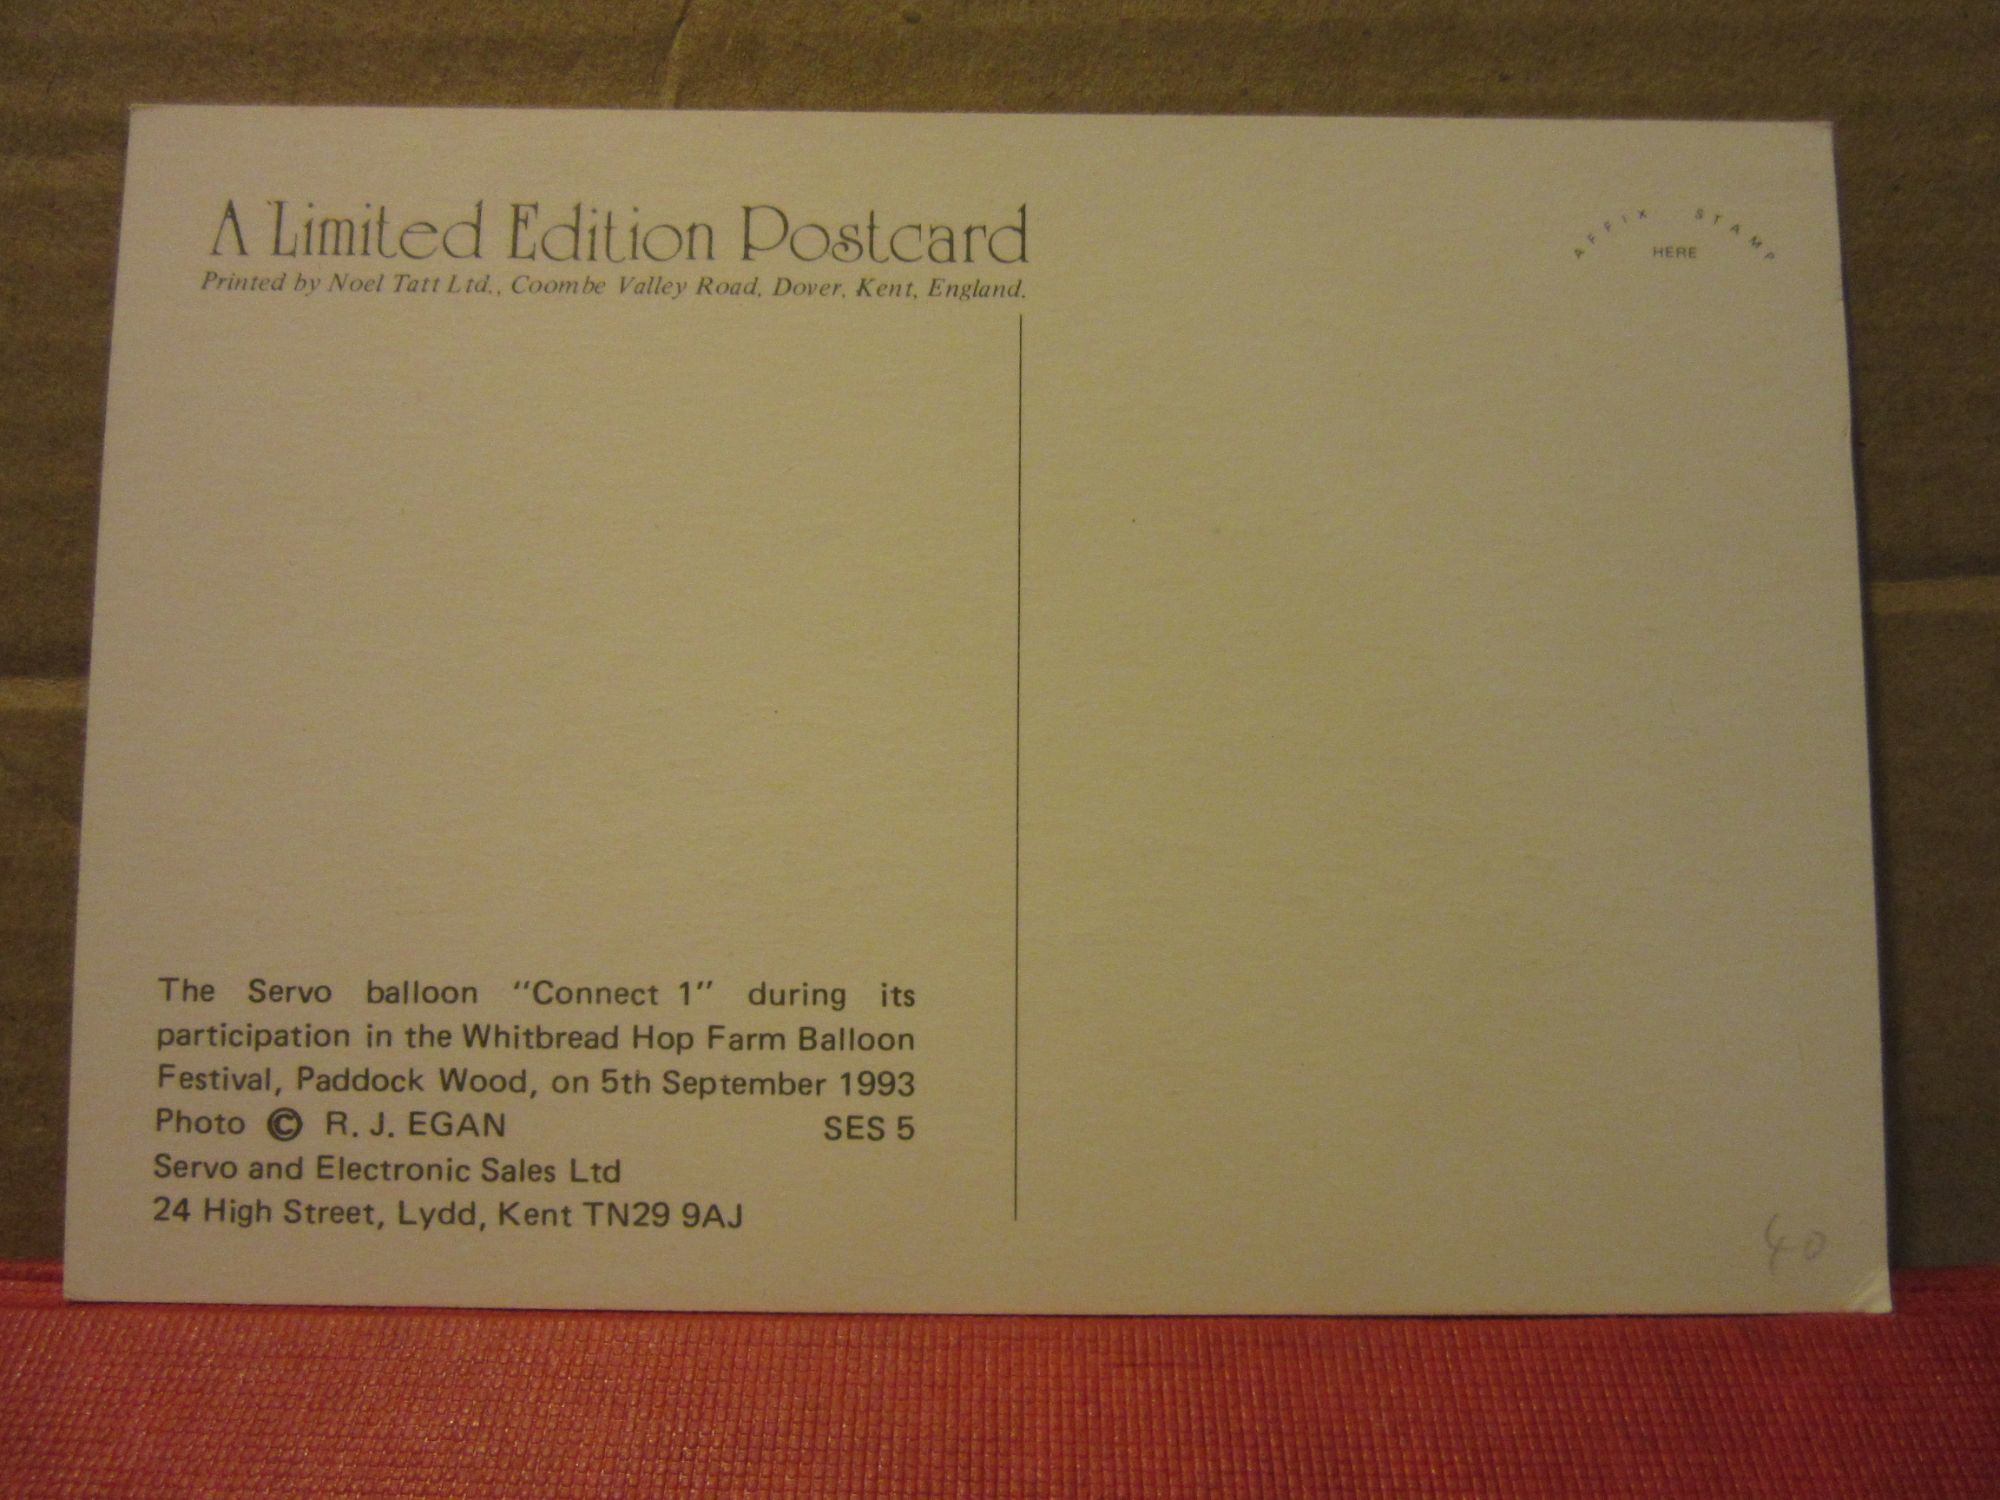 A Limited Edition Postcard
Printed by Noel Tatt Ltd., Coombe Valley Road, Dover, Kent, England.
AFFIX STAMP
HERE
The Servo balloon "Connect 1" during its
participation in the Whitbread Hop Farm Balloon
Festival, Paddock Wood, on 5th September 1993
Photo © R. J. EGAN SES 5
Servo and Electronic Sales Ltd
24 High Street, Lydd, Kent TN29 9AJ
40